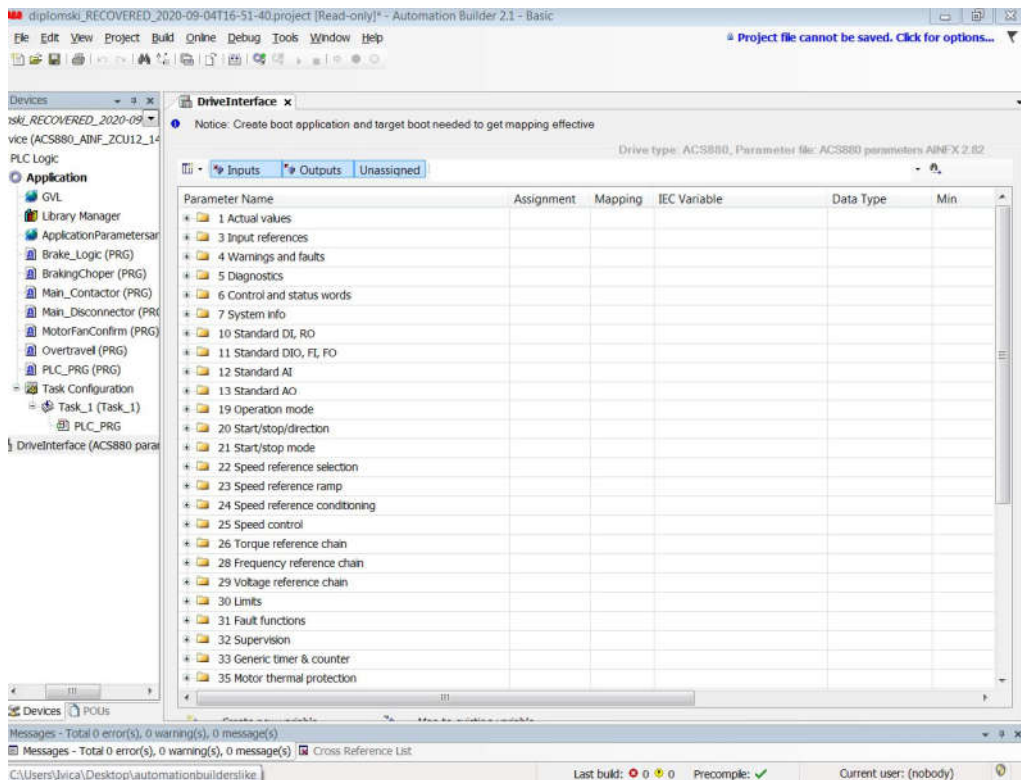 diplomski_RECOVERED_2020-09-04T16-51-40.project [Read-only]* - Automation Builder 2.1 - Basic
File Edit View Project Build Online Debug Tools Window Help
Project file cannot be saved. Click for options...
Devices
nski_RECOVERED_2020-09
vice (ACS880_AINF_ZCU12_14
PLC Logic
Application
GVL
Library Manager
ApplicationParametersar
Brake_Logic (PRG)
BrakingChoper (PRG)
Main_Contactor (PRG)
Main_Disconnector (PRG
MotorFanConfirm (PRG)
Overtravel (PRG)
PLC_PRG (PRG)
Task Configuration
Task_1 (Task_1)
PLC_PRG
DriveInterface (ACS880 parar
Devices POUs
DriveInterface x
Notice: Create boot application and target boot needed to get mapping effective
Drive type: ACS880, Parameter file: ACS880 parameters AINFX 2.82
Inputs Outputs Unassigned
Parameter Name Assignment Mapping IEC Variable Data Type Min
1 Actual values
3 Input references
4 Warnings and faults
5 Diagnostics
6 Control and status words
7 System info
10 Standard DI, RO
11 Standard DIO, FI, FO
12 Standard AI
13 Standard AO
19 Operation mode
20 Start/stop/direction
21 Start/stop mode
22 Speed reference selection
23 Speed reference ramp
24 Speed reference conditioning
25 Speed control
26 Torque reference chain
28 Frequency reference chain
29 Voltage reference chain
30 Limits
31 Fault functions
32 Supervision
33 Generic timer & counter
35 Motor thermal protection
Create new variable Map to existing variable
Messages - Total 0 error(s), 0 warning(s), 0 message(s)
Messages - Total 0 error(s), 0 warning(s), 0 message(s) Cross Reference List
C:\Users\Ivica\Desktop\automationbuilderslike Last build: 0 0 Precompile: Current user: (nobody)